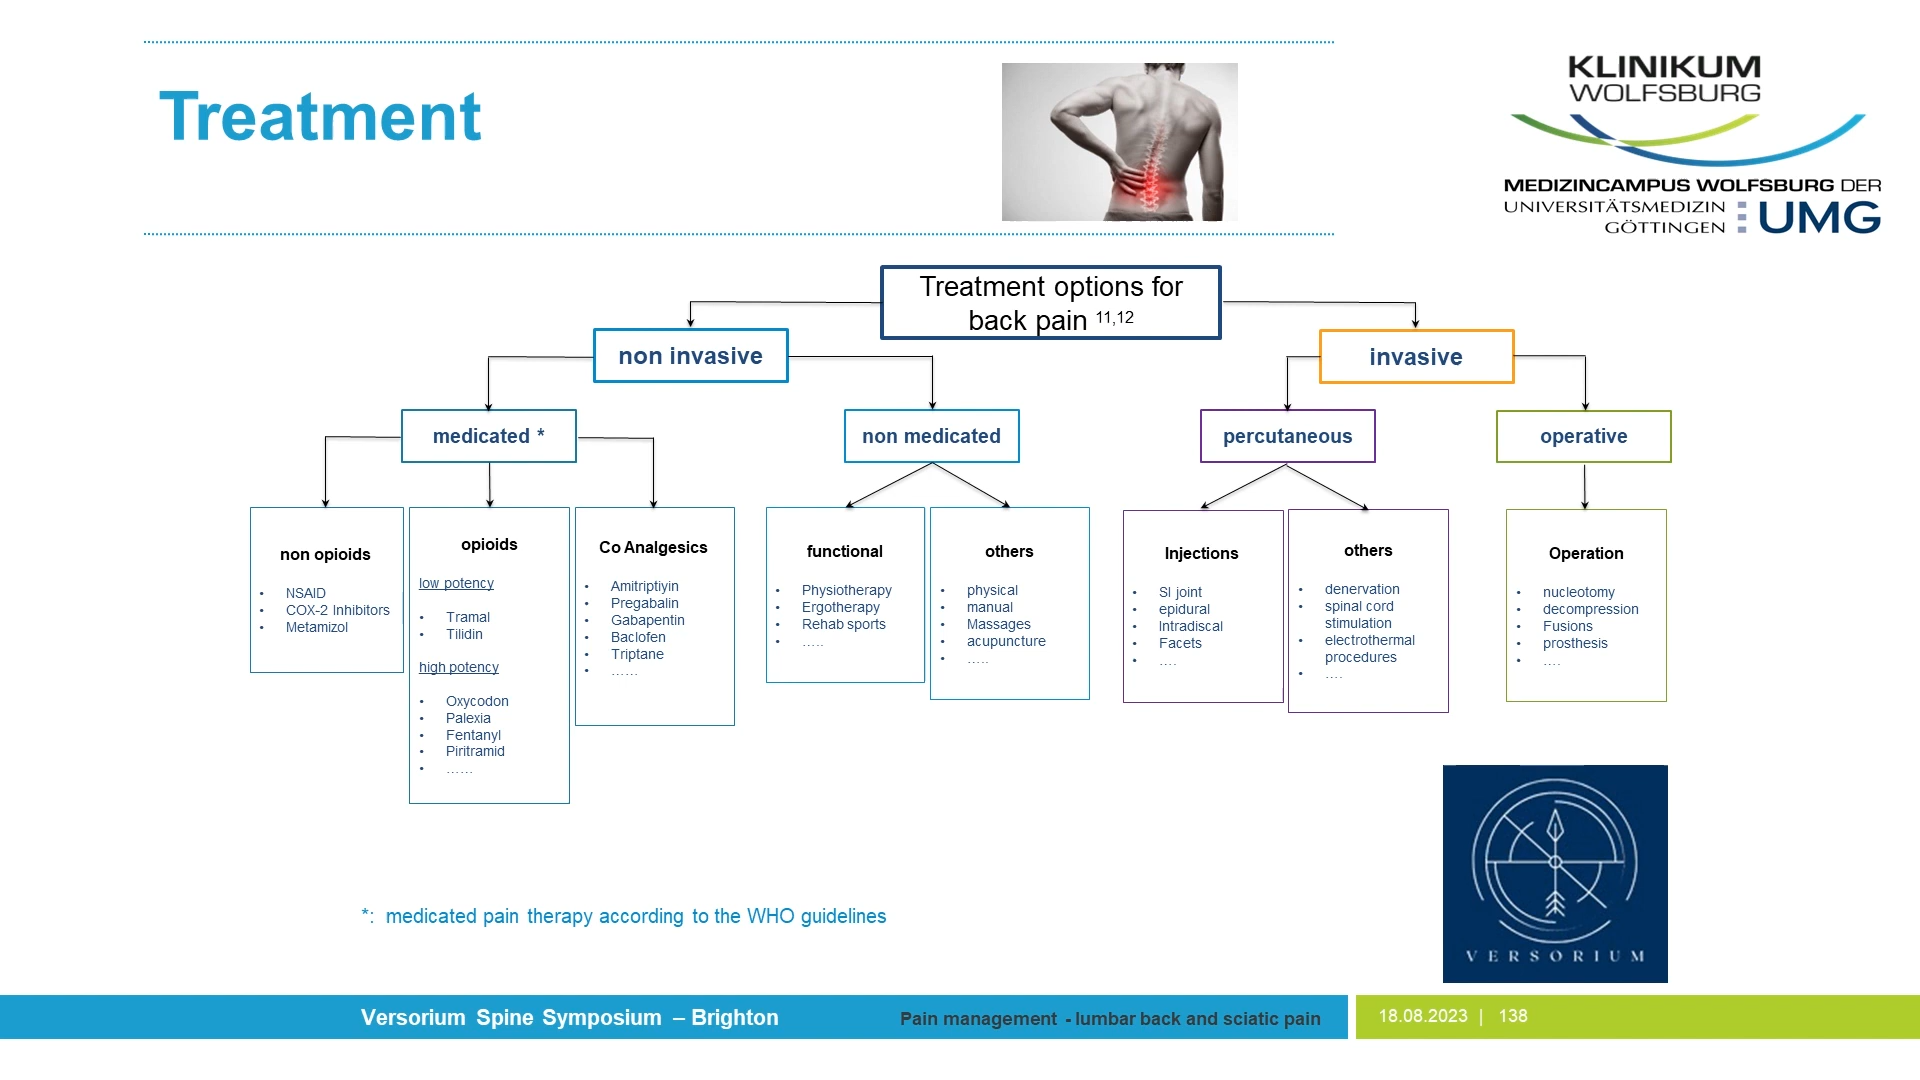 Treatment
KLINIKUM
WOLFSBURG
MEDIZINCAMPUS WOLFSBURG DER
UNIVERSITÄTSMEDIZIN
GÖTTINGEN
UMG
Treatment options for
back pain 11,12
non invasive
invasive
medicated *
non medicated
percutaneous
operative
non opioids
• NSAID
• COX-2 Inhibitors
• Metamizol
opioids
low potency
• Tramal
• Tilidin
high potency
• Oxycodon
• Palexia
• Fentanyl
• Piritramid
• ……
Co Analgesics
• Amitriptiyin
• Pregabalin
• Gabapentin
• Baclofen
• Triptane
• ……
functional
• Physiotherapy
• Ergotherapy
• Rehab sports
• …..
others
• physical
• manual
• Massages
• acupuncture
• …..
Injections
• SI joint
• epidural
• Intradiscal
• Facets
• ….
others
• denervation
• spinal cord
stimulation
• electrothermal
procedures
• ….
Operation
• nucleotomy
• decompression
• Fusions
• prosthesis
• ….
*: medicated pain therapy according to the WHO guidelines
VERSORIUM
Versorium Spine Symposium – Brighton
Pain management - lumbar back and sciatic pain
18.08.2023 | 138